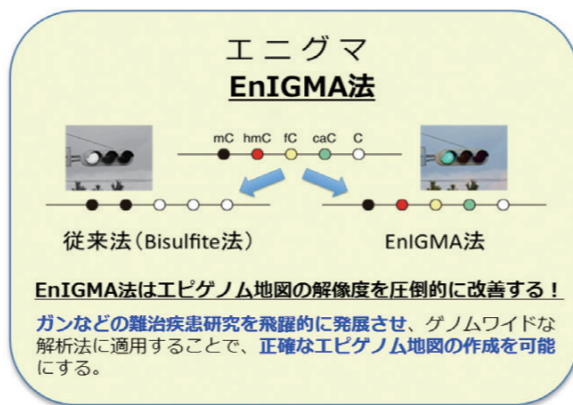 エニグマ
EnIGMA法
mC hmC fC caC C
従来法（Bisulfite法）
EnIGMA法
EnIGMA法はエピゲノム地図の解像度を圧倒的に改善する！
ガンなどの難治疾患研究を飛躍的に発展させ、ゲノムワイドな
解析法に適用することで、正確なエピゲノム地図の作成を可能
にする。